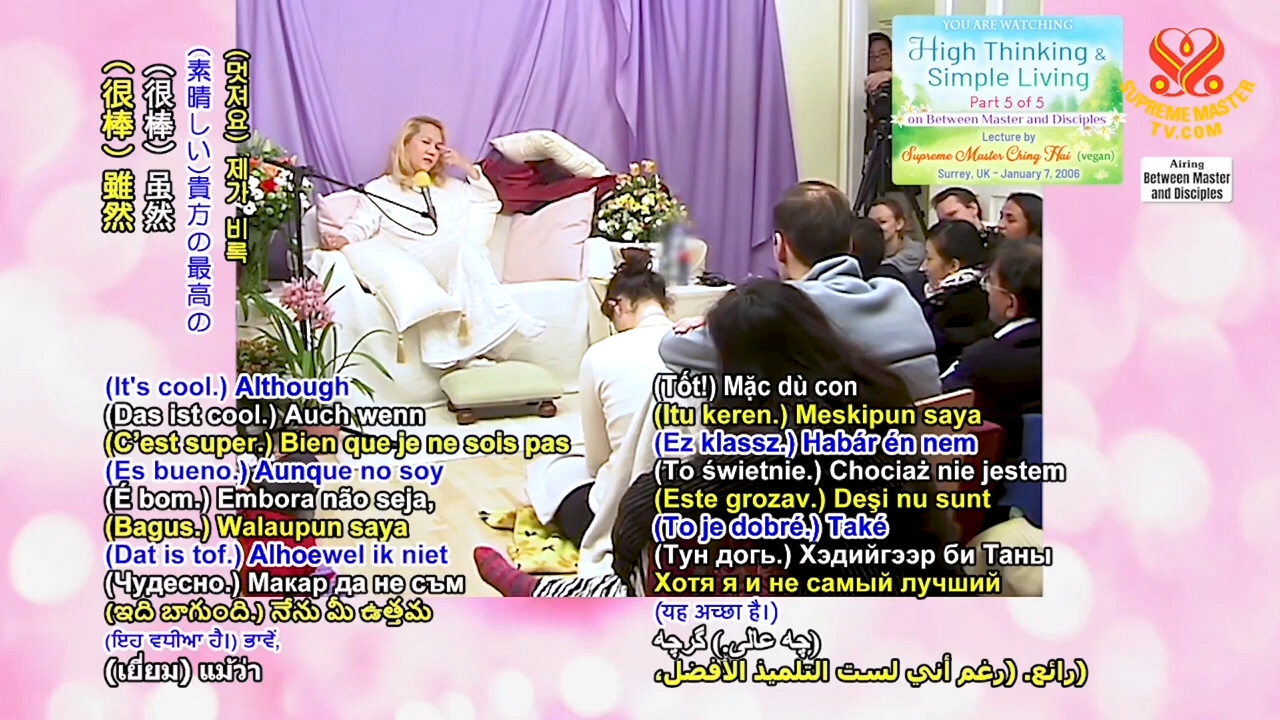 YOU ARE WATCHING
High Thinking &
Simple Living
Part 5 of 5
on Between Master and Disciples
Lecture by
Supreme Master Ching Hai (vegan)
Surrey, UK ~ January 7, 2006
SUPREME MASTER
TV.COM
Airing
Between Master
and Disciples
(멋져요) 제가 비록
(素晴しい)貴方の最高の
(很棒) 虽然
(很棒) 雖然
(It's cool.) Although
(Das ist cool.) Auch wenn
(C’est super.) Bien que je ne sois pas
(Es bueno.) Aunque no soy
(É bom.) Embora não seja,
(Bagus.) Walaupun saya
(Dat is tof.) Alhoewel ik niet
(Чудесно.) Макар да не съм
(ఇది బాగుంది.) నేను మీ ఉత్తమ
(ਇਹ ਵਧੀਆ ਹੈ।) ਭਾਵੇਂ,
(เยี่ยม) แม้ว่า
(Tốt!) Mặc dù con
(Itu keren.) Meskipun saya
(Ez klassz.) Habár én nem
(To świetnie.) Chociaż nie jestem
(Este grozav.) Deşi nu sunt
(To je dobré.) Také
(Тун догь.) Хэдийгээр би Таны
Хотя я и не самый лучший
(यह अच्छा है।)
(چه عالی.) گرچه
(رائع. (رغم أني لست التلميذ الأفضل،